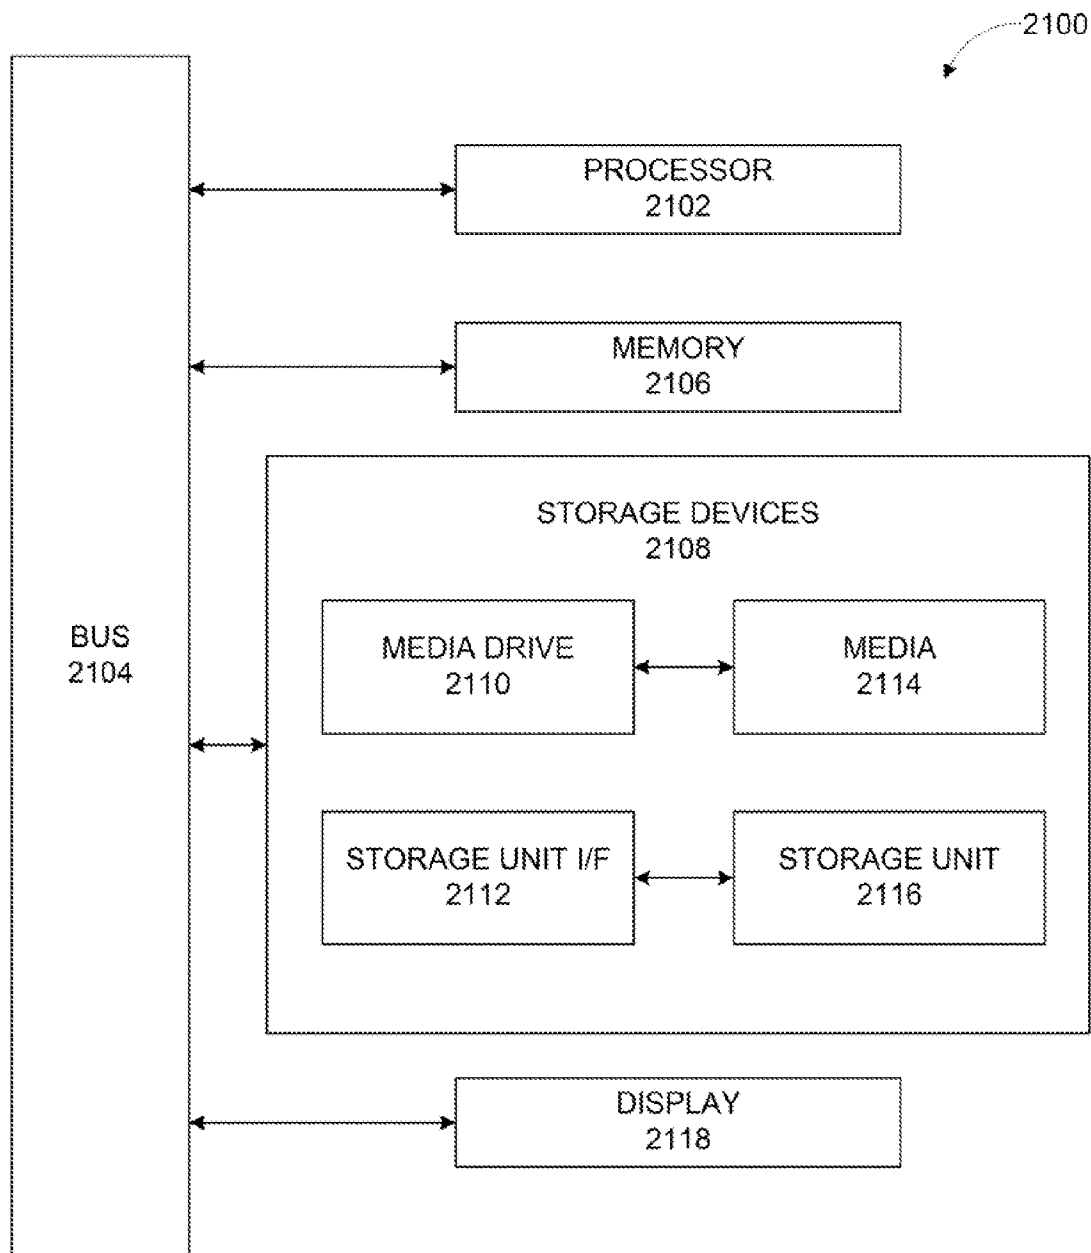 2100
PROCESSOR
2102
MEMORY
2106
STORAGE DEVICES
2108
BUS
2104
MEDIA DRIVE
2110
MEDIA
2114
STORAGE UNIT I/F
2112
STORAGE UNIT
2116
DISPLAY
2118